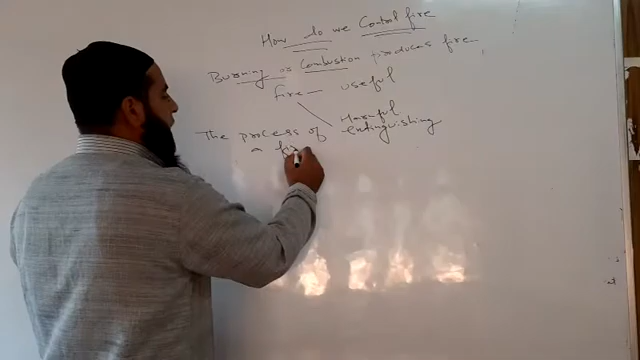 How do we Control fire
Burning or Combustion produces fire
fire — useful
Harmful
The process of extinguishing
a fi